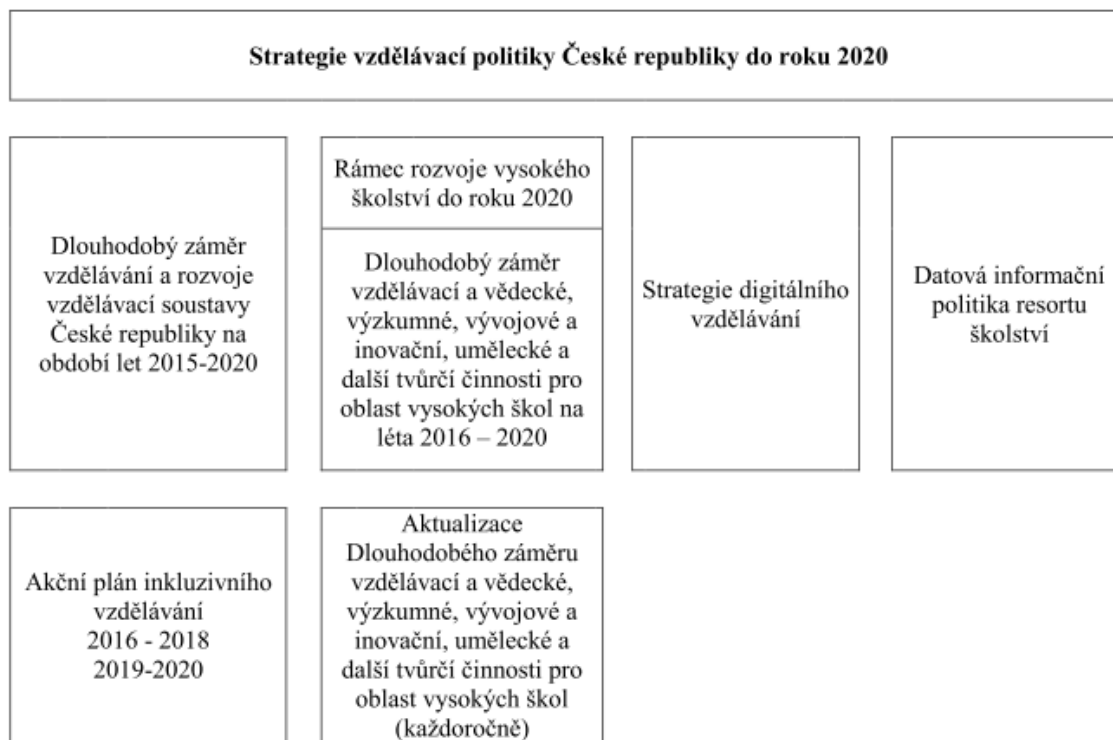 Strategie vzdělávací politiky České republiky do roku 2020
Dlouhodobý záměr
vzdělávání a rozvoje
vzdělávací soustavy
České republiky na
období let 2015-2020
Rámec rozvoje vysokého
školství do roku 2020
Dlouhodobý záměr
vzdělávací a vědecké,
výzkumné, vývojové a
inovační, umělecké a
další tvůrčí činnosti pro
oblast vysokých škol na
léta 2016 – 2020
Strategie digitálního
vzdělávání
Datová informační
politika resortu
školství
Akční plán inkluzivního
vzdělávání
2016 - 2018
2019-2020
Aktualizace
Dlouhodobého záměru
vzdělávací a vědecké,
výzkumné, vývojové a
inovační, umělecké a
další tvůrčí činnosti pro
oblast vysokých škol
(každoročně)